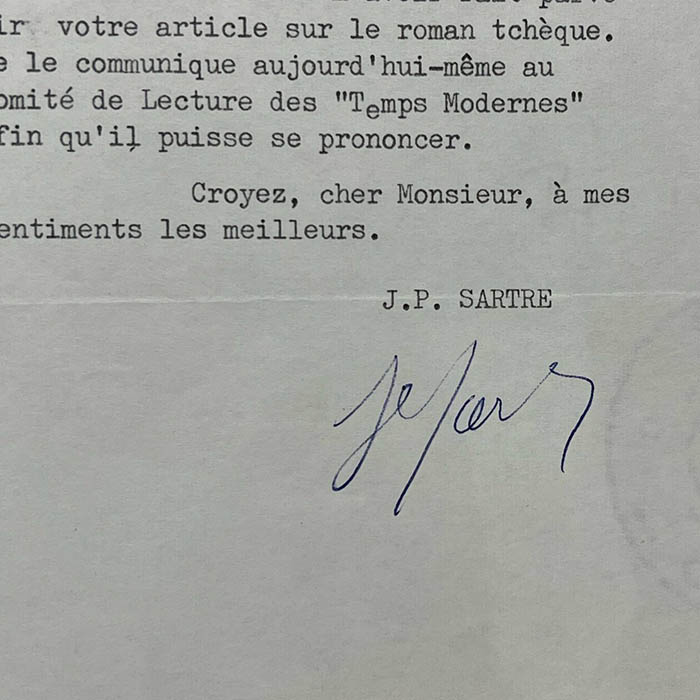 votre article sur le roman tchèque.
le communique aujourd'hui-même au
omité de Lecture des "Temps Modernes"
fin qu'il puisse se prononcer.
Croyez, cher Monsieur, à mes
entiments les meilleurs.
J.P. SARTRE